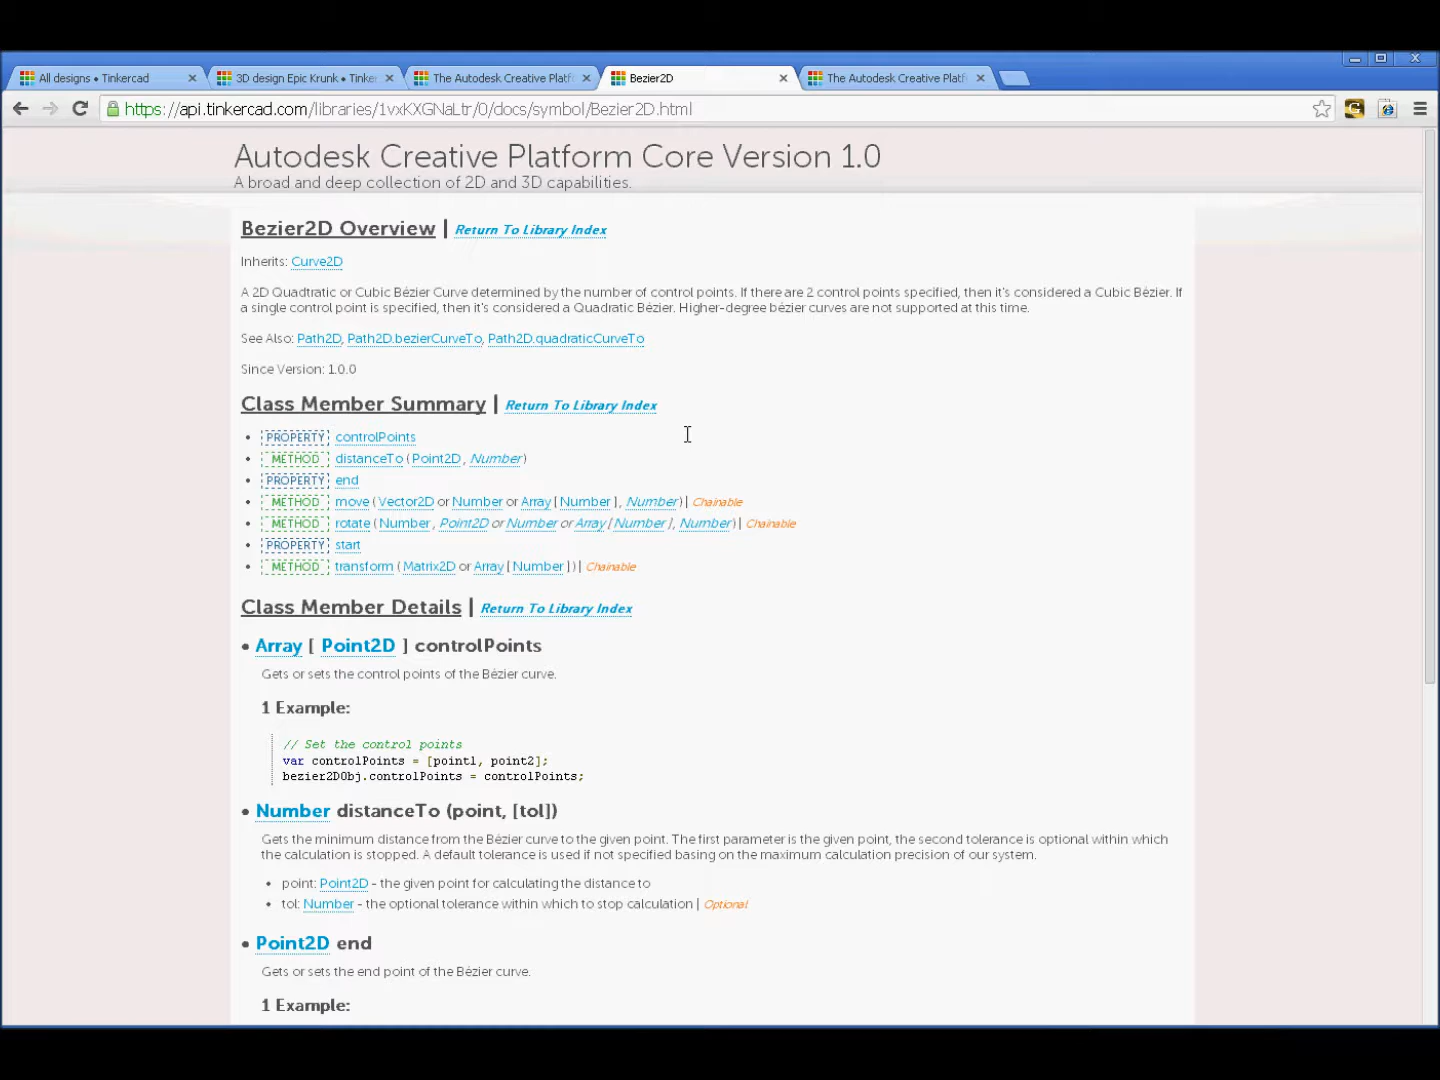 All designs • Tinkercad
3D design Epic Krunk • Tinker
The Autodesk Creative Platf
Bezier2D
The Autodesk Creative Platf
https://api.tinkercad.com/libraries/1vxKXGNaLtr/0/docs/symbol/Bezier2D.html
Autodesk Creative Platform Core Version 1.0
A broad and deep collection of 2D and 3D capabilities.
Bezier2D Overview | Return To Library Index
Inherits: Curve2D
A 2D Quadtratic or Cubic Bézier Curve determined by the number of control points. If there are 2 control points specified, then it's considered a Cubic Bézier. If
a single control point is specified, then it's considered a Quadratic Bézier. Higher-degree bézier curves are not supported at this time.
See Also: Path2D, Path2D.bezierCurveTo, Path2D.quadraticCurveTo
Since Version: 1.0.0
Class Member Summary | Return To Library Index
• PROPERTY controlPoints
• METHOD distanceTo ( Point2D , Number )
• PROPERTY end
• METHOD move ( Vector2D or Number or Array [ Number ] , Number ) | Chainable
• METHOD rotate ( Number , Point2D or Number or Array [ Number ] , Number ) | Chainable
• PROPERTY start
• METHOD transform ( Matrix2D or Array [ Number ] ) | Chainable
Class Member Details | Return To Library Index
• Array [ Point2D ] controlPoints
Gets or sets the control points of the Bézier curve.
1 Example:
// Set the control points
var controlPoints = [point1, point2];
bezier2DObj.controlPoints = controlPoints;
• Number distanceTo (point, [tol])
Gets the minimum distance from the Bézier curve to the given point. The first parameter is the given point, the second tolerance is optional within which
the calculation is stopped. A default tolerance is used if not specified basing on the maximum calculation precision of our system.
• point: Point2D - the given point for calculating the distance to
• tol: Number - the optional tolerance within which to stop calculation | Optional
• Point2D end
Gets or sets the end point of the Bézier curve.
1 Example: